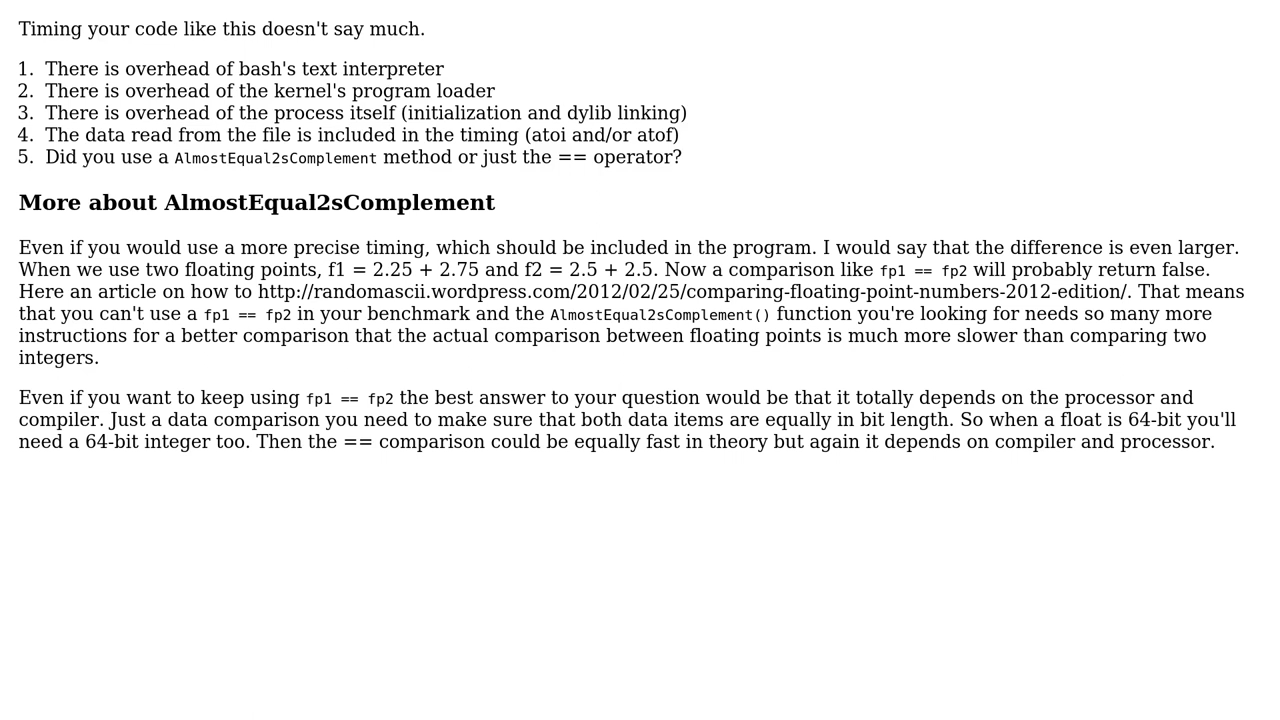 Timing your code like this doesn't say much.
1. There is overhead of bash's text interpreter
2. There is overhead of the kernel's program loader
3. There is overhead of the process itself (initialization and dylib linking)
4. The data read from the file is included in the timing (atoi and/or atof)
5. Did you use a AlmostEqual2sComplement method or just the == operator?
More about AlmostEqual2sComplement
Even if you would use a more precise timing, which should be included in the program. I would say that the difference is even larger.
When we use two floating points, f1 = 2.25 + 2.75 and f2 = 2.5 + 2.5. Now a comparison like fp1 == fp2 will probably return false.
Here an article on how to http://randomascii.wordpress.com/2012/02/25/comparing-floating-point-numbers-2012-edition/. That means
that you can't use a fp1 == fp2 in your benchmark and the AlmostEqual2sComplement() function you're looking for needs so many more
instructions for a better comparison that the actual comparison between floating points is much more slower than comparing two
integers.
Even if you want to keep using fp1 == fp2 the best answer to your question would be that it totally depends on the processor and
compiler. Just a data comparison you need to make sure that both data items are equally in bit length. So when a float is 64-bit you'll
need a 64-bit integer too. Then the == comparison could be equally fast in theory but again it depends on compiler and processor.